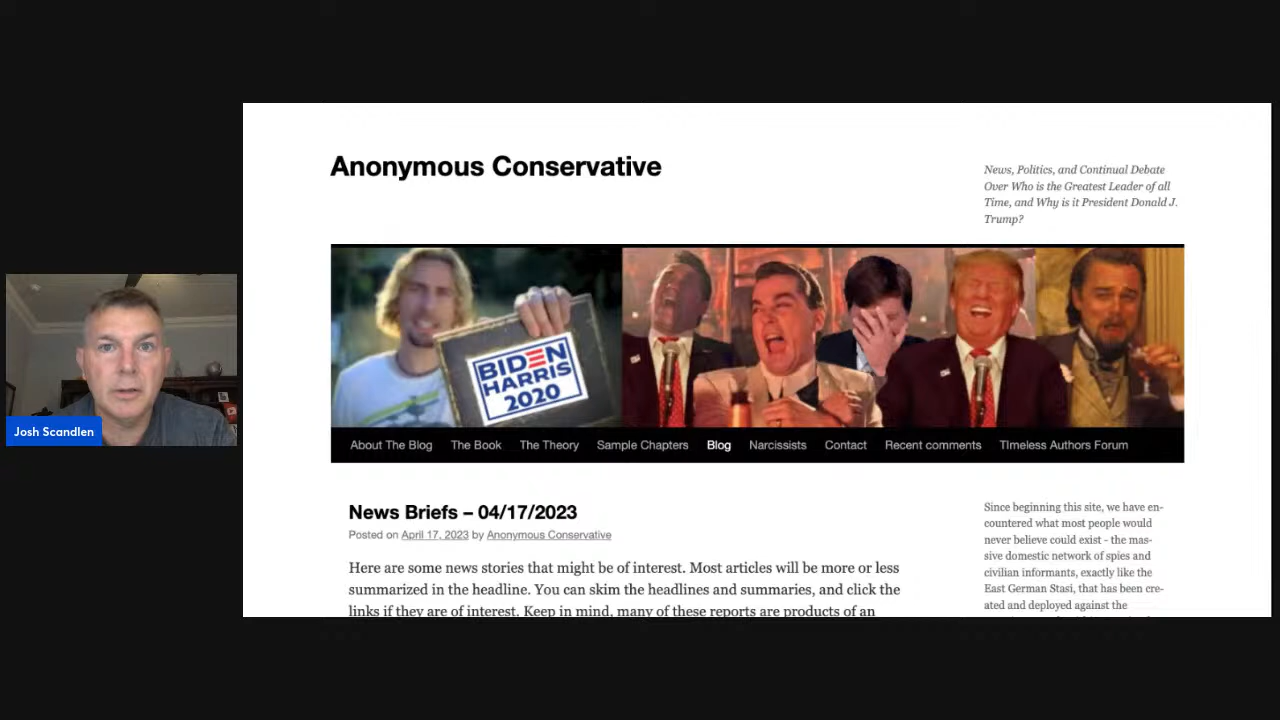 Anonymous Conservative
News, Politics, and Continual Debate
Over Who is the Greatest Leader of all
Time, and Why is it President Donald J.
Trump?
BIDEN
HARRIS
2020
About The Blog The Book The Theory Sample Chapters Blog Narcissists Contact Recent comments TImeless Authors Forum
Josh Scandlen
News Briefs – 04/17/2023
Posted on April 17, 2023 by Anonymous Conservative
Here are some news stories that might be of interest. Most articles will be more or less
summarized in the headline. You can skim the headlines and summaries, and click the
links if they are of interest. Keep in mind, many of these reports are products of an
Since beginning this site, we have en-
countered what most people would
never believe could exist - the mas-
sive domestic network of spies and
civilian informants, exactly like the
East German Stasi, that has been cre-
ated and deployed against the